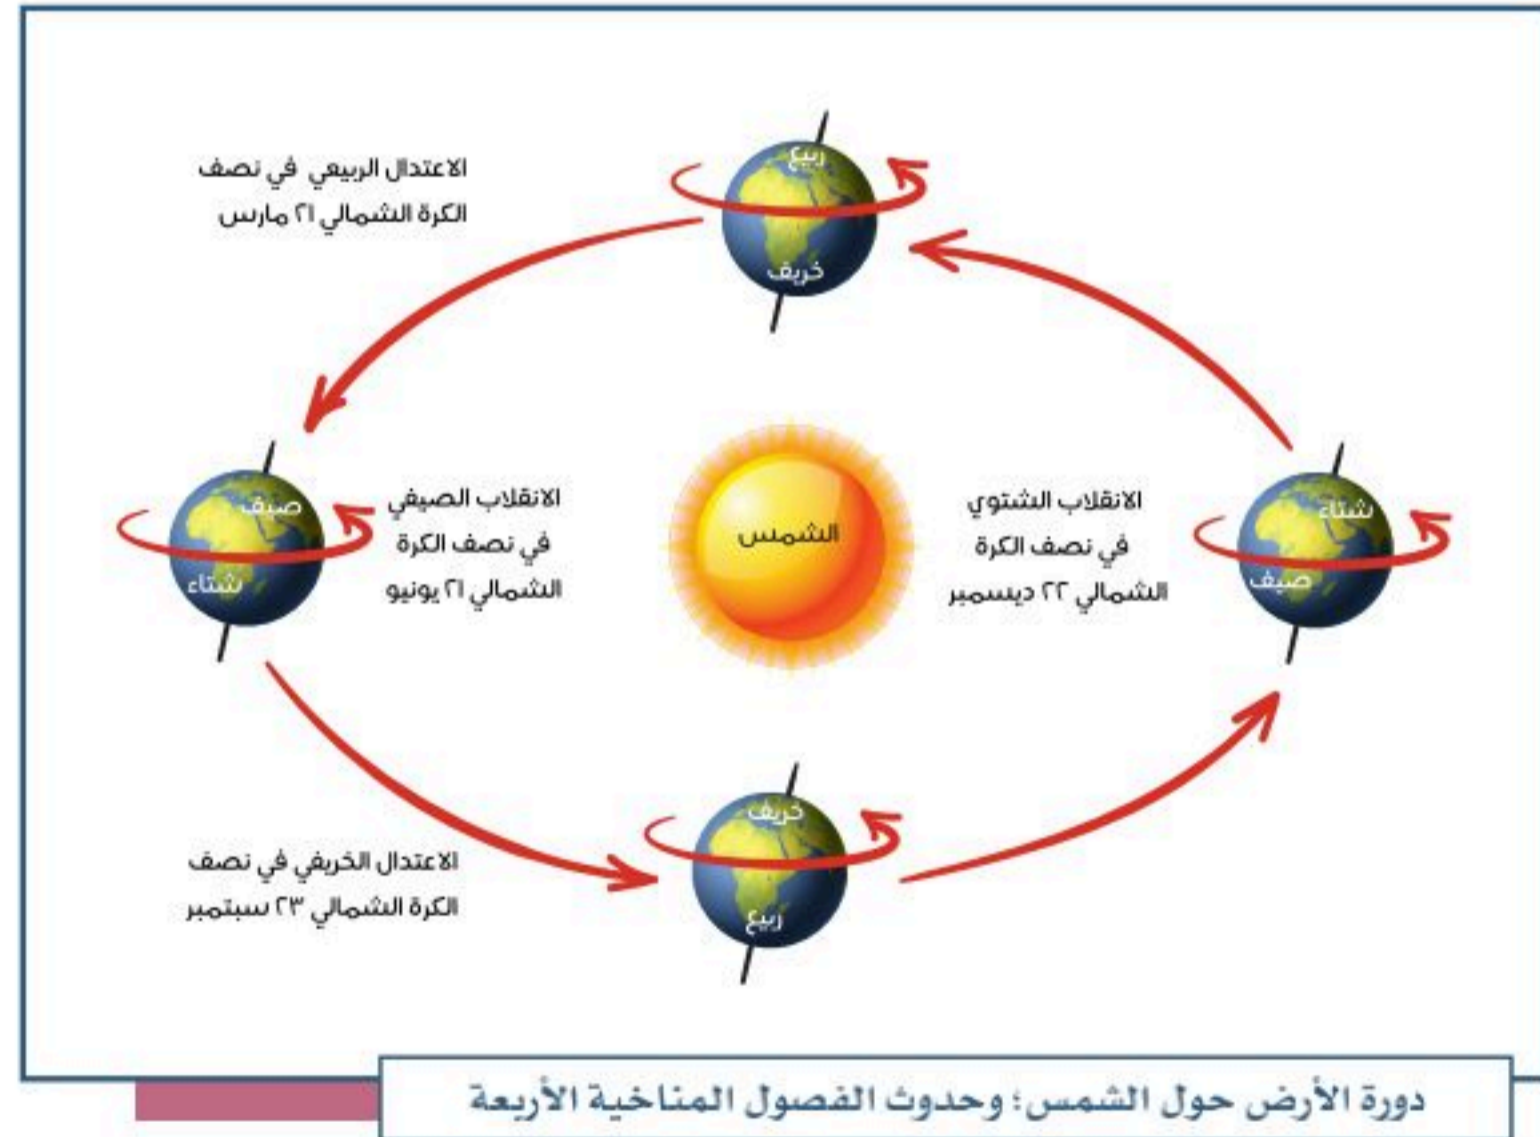 ربيع
خريف
الاعتدال الربيعي في نصف
الكرة الشمالي ٢١ مارس
شتاء
صيف
الانقلاب الشتوي
في نصف الكرة
الشمالي ٢٢ ديسمبر
الشمس
الانقلاب الصيفي
في نصف الكرة
الشمالي ٢١ يونيو
صيف
شتاء
خريف
ربيع
الاعتدال الخريفي في نصف
الكرة الشمالي ٢٣ سبتمبر
دورة الأرض حول الشمس؛ وحدوث الفصول المناخية الأربعة